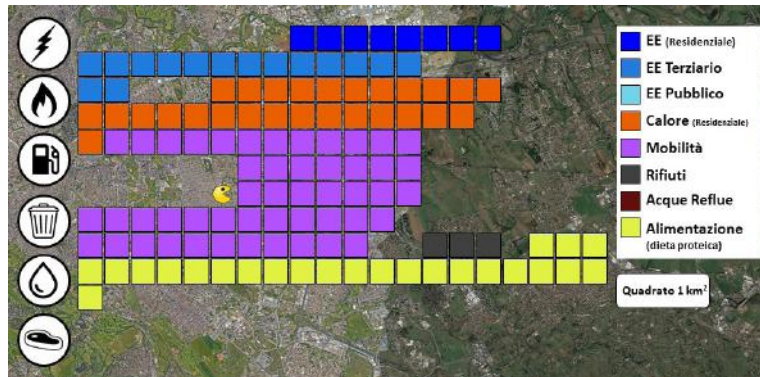 EE (Residenziale)
EE Terziario
EE Pubblico
Calore (Residenziale)
Mobilità
Rifiuti
Acque Reflue
Alimentazione
(dieta proteica)
Quadrato 1 km²